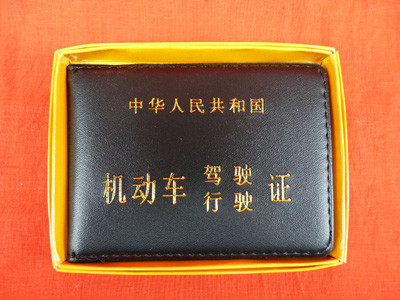 中华人民共和国
机动车驾驶证
行驶